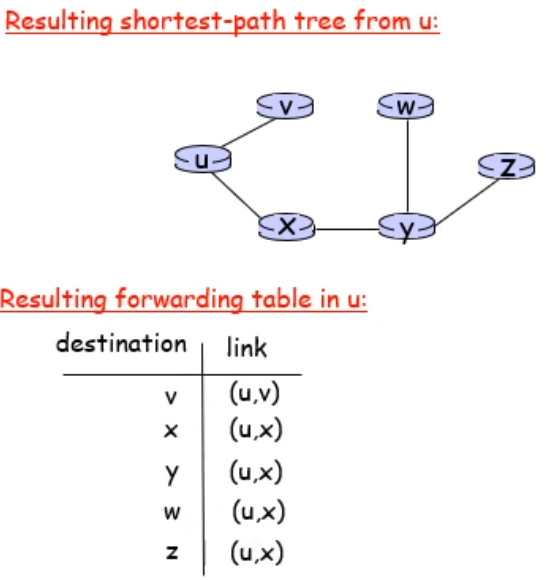 Resulting shortest-path tree from u:
v w
u z
x y
Resulting forwarding table in u:
destination link
v (u,v)
x (u,x)
y (u,x)
w (u,x)
z (u,x)